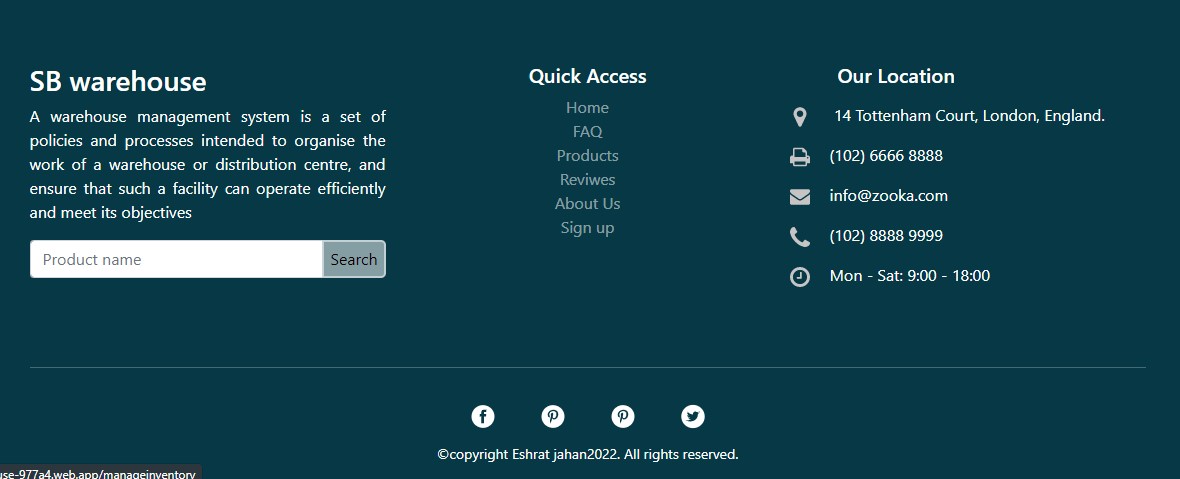 SB warehouse
A warehouse management system is a set of
policies and processes intended to organise the
work of a warehouse or distribution centre, and
ensure that such a facility can operate efficiently
and meet its objectives
Product name
Search
Quick Access
Home
FAQ
Products
Reviwes
About Us
Sign up
Our Location
14 Tottenham Court, London, England.
(102) 6666 8888
info@zooka.com
(102) 8888 9999
Mon - Sat: 9:00 - 18:00
©copyright Eshrat jahan2022. All rights reserved.
use-977a4.web.app/manageinventory